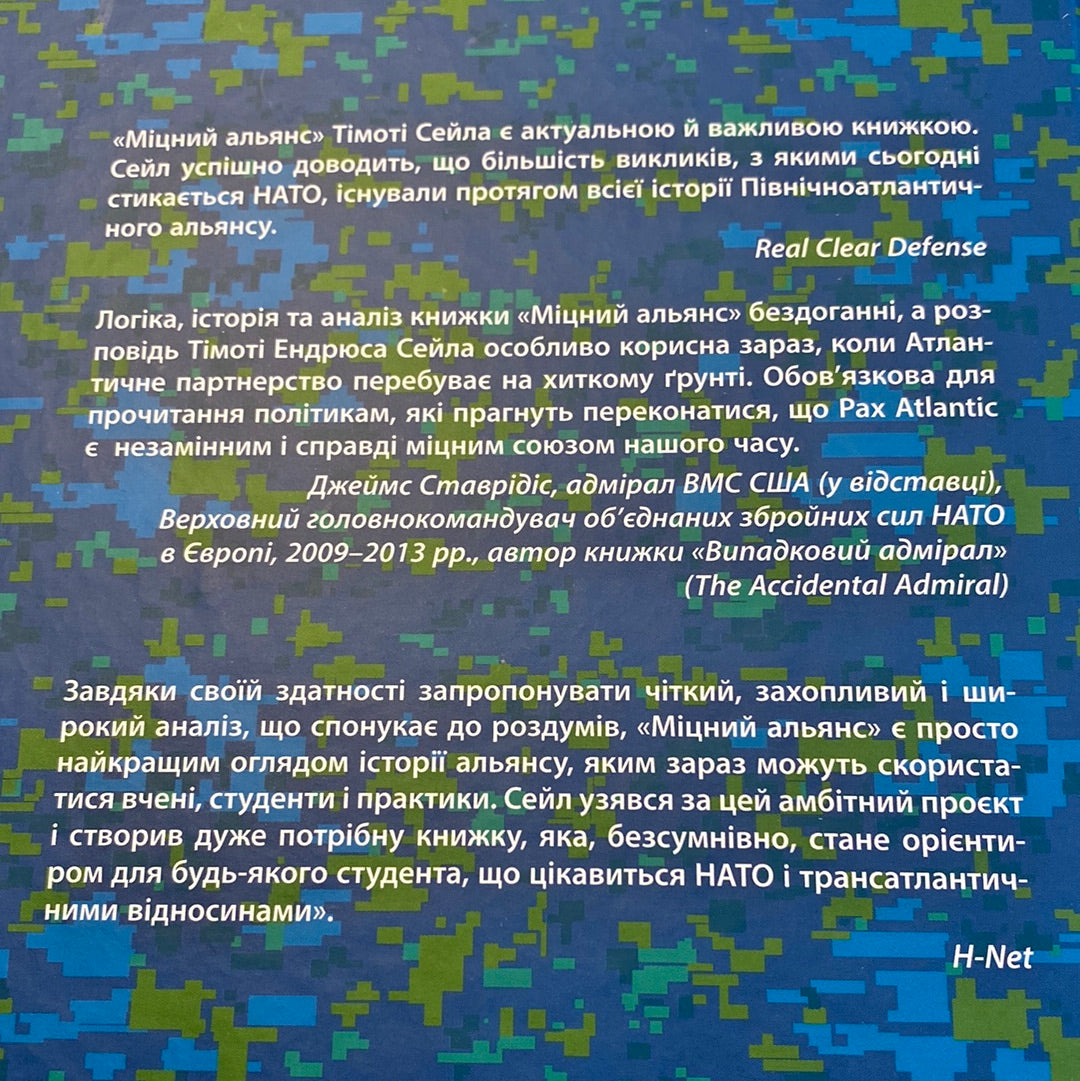 «Міцний альянс» Тімоті Сейла є актуальною й важливою книжкою.
Сейл успішно доводить, що більшість викликів, з якими сьогодні
стикається НАТО, існували протягом всієї історії Північноатлантич-
ного альянсу.
Real Clear Defense
Логіка, історія та аналіз книжки «Міцний альянс» бездоганні, а роз-
повідь Тімоті Ендрюса Сейла особливо корисна зараз, коли Атлан-
тичне партнерство перебуває на хиткому ґрунті. Обов’язкова для
прочитання політикам, які прагнуть переконатися, що Pax Atlantic
є незамінним і справді міцним союзом нашого часу.
Джеймс Ставрідіс, адмірал ВМС США (у відставці),
Верховний головнокомандувач об’єднаних збройних сил НАТО
в Європі, 2009–2013 рр., автор книжки «Випадковий адмірал»
(The Accidental Admiral)
Завдяки своїй здатності запропонувати чіткий, захопливий і ши-
рокий аналіз, що спонукає до роздумів, «Міцний альянс» є просто
найкращим оглядом історії альянсу, яким зараз можуть скориста-
тися вчені, студенти і практики. Сейл узявся за цей амбітний проєкт
і створив дуже потрібну книжку, яка, безсумнівно, стане орієнти-
ром для будь-якого студента, що цікавиться НАТО і трансатлантич-
ними відносинами».
H-Net